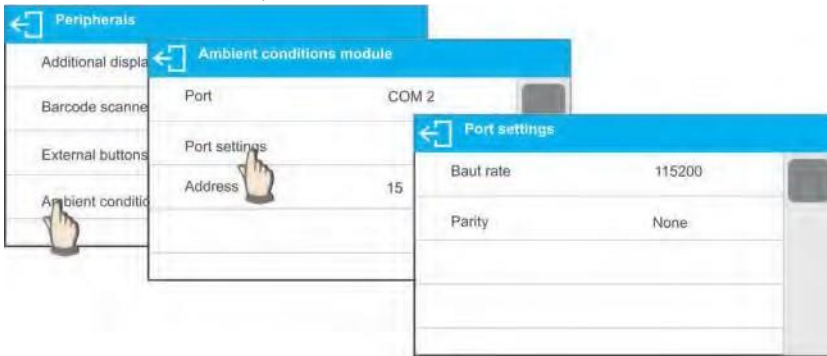 Peripherals
Additional displa
Barcode scanne
External buttons
Ambient conditio
Ambient conditions module
Port COM 2
Port settings
Address 15
Port settings
Baut rate 115200
Parity None